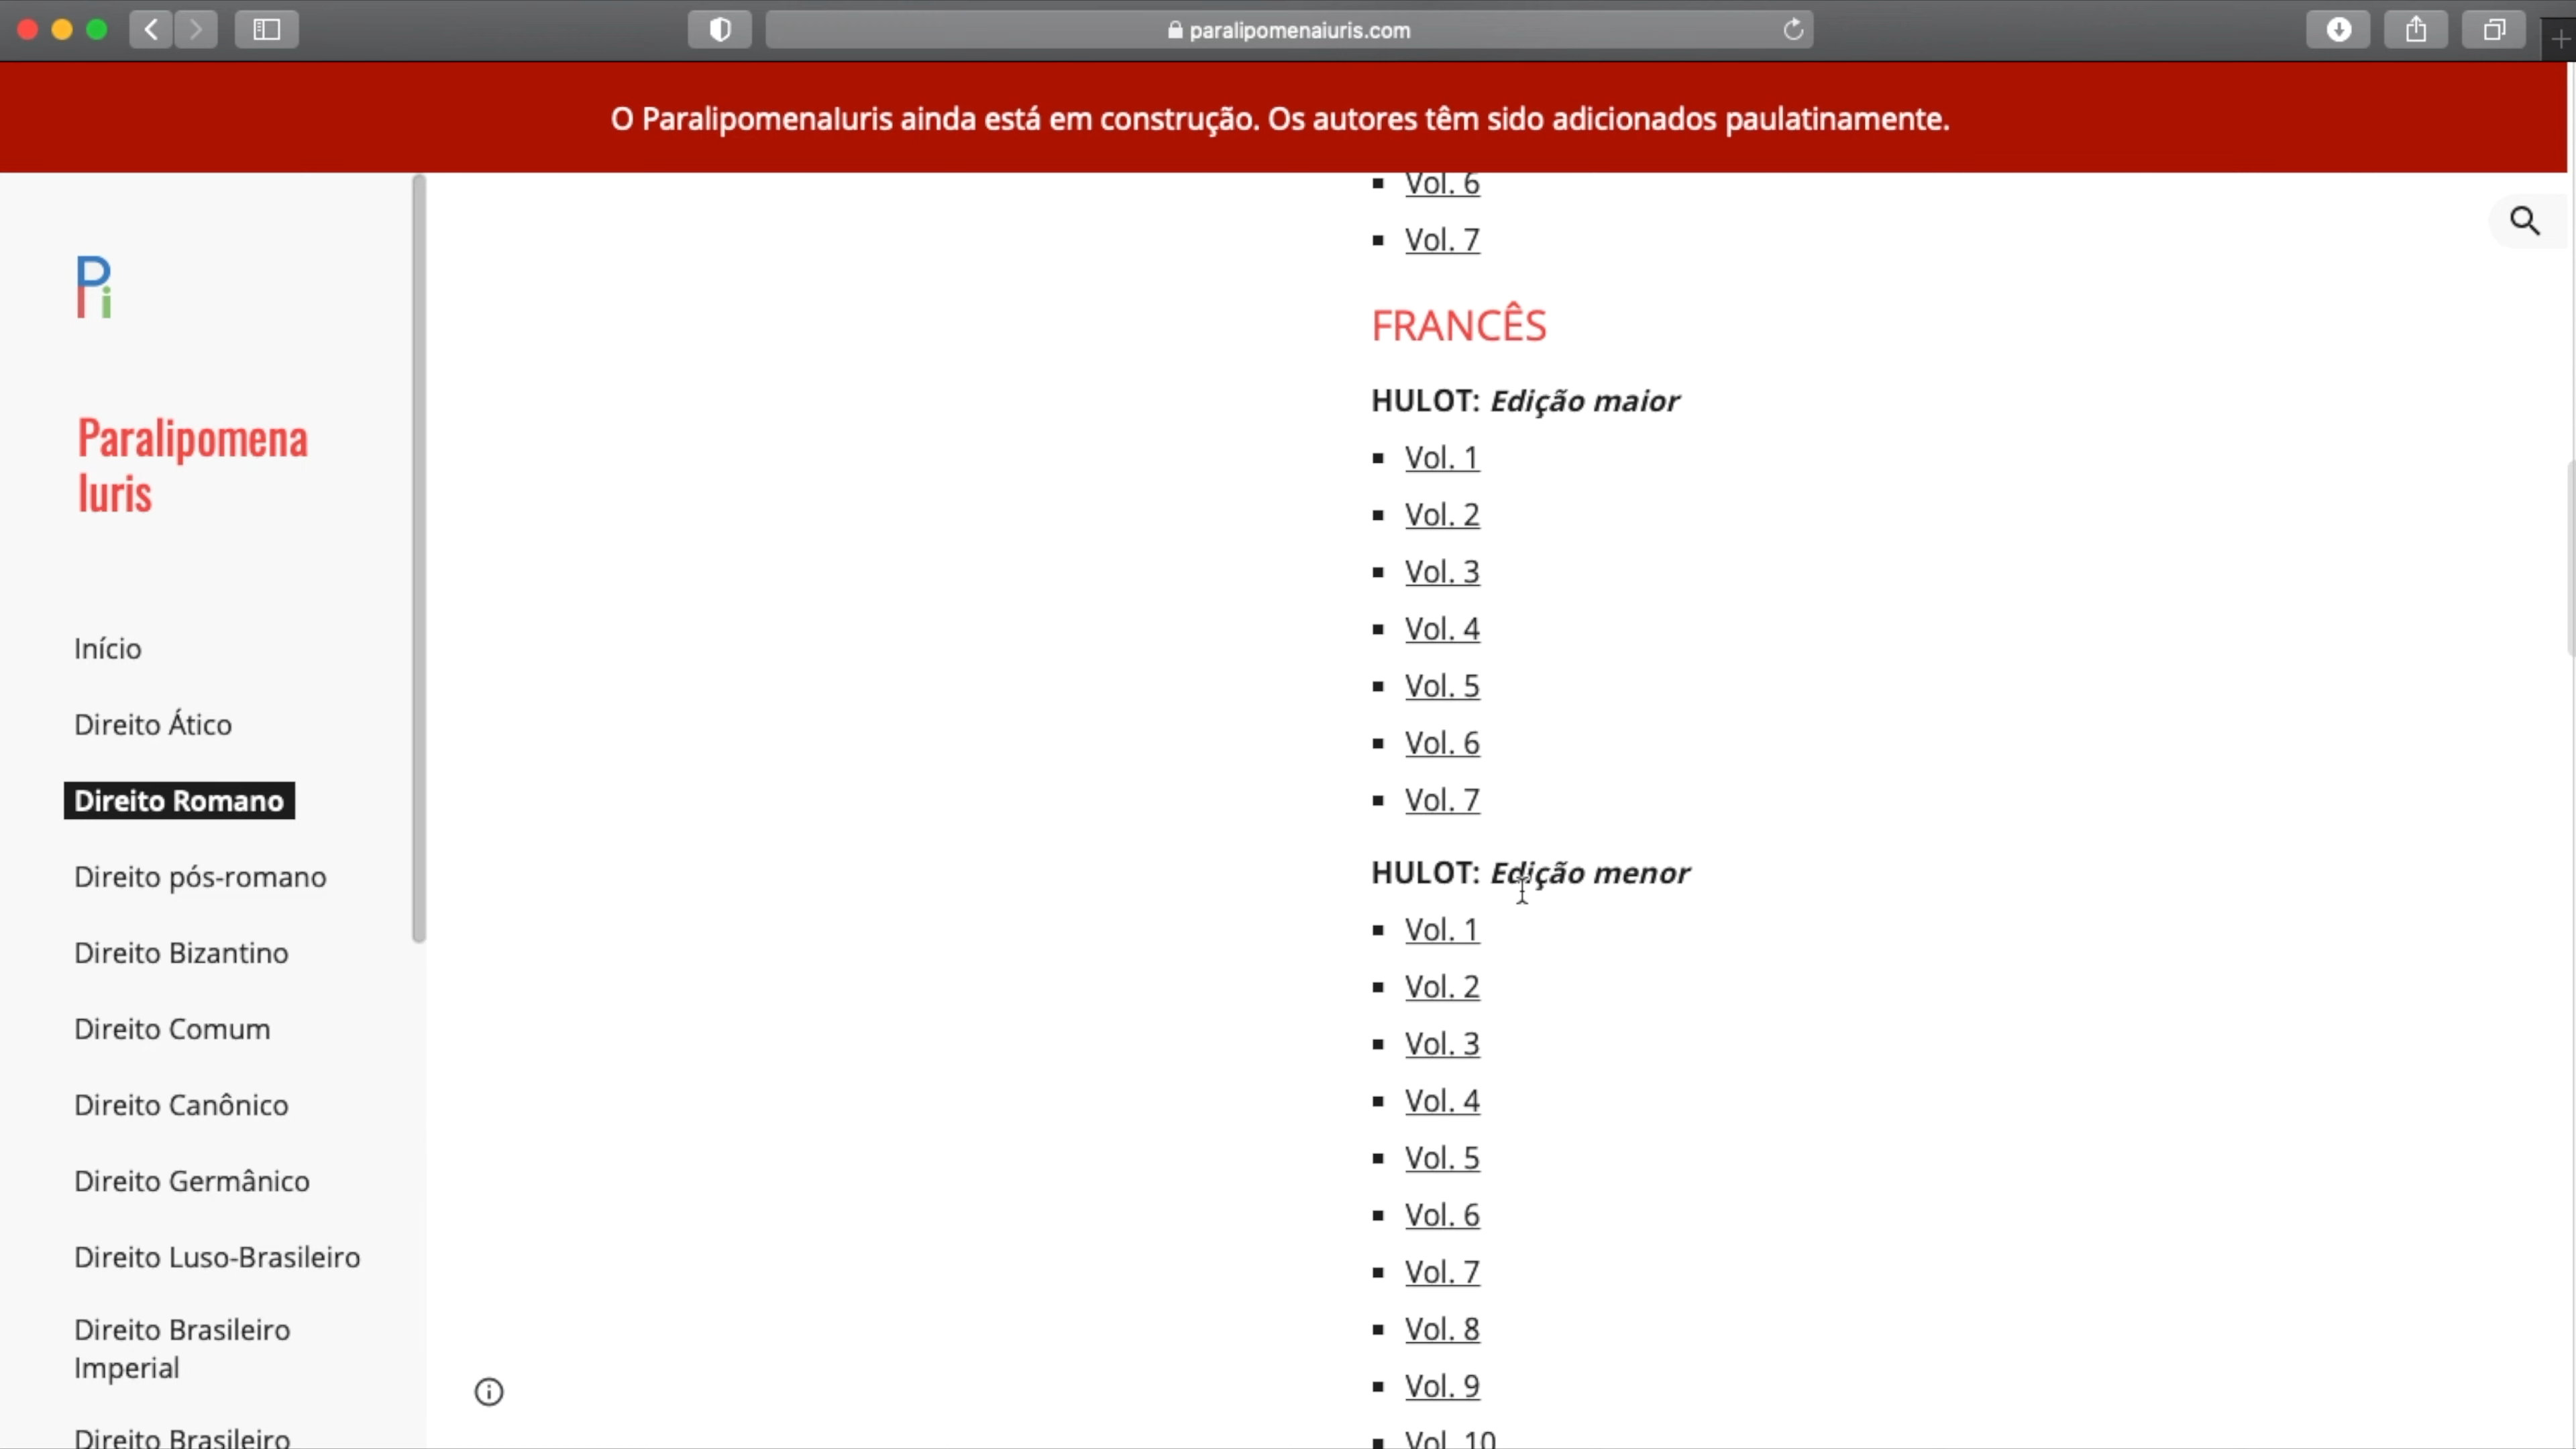 paralipomenaiuris.com
O ParalipomenaIuris ainda está em construção. Os autores têm sido adicionados paulatinamente.
Pi
Paralipomena
Iuris
Início
Direito Ático
Direito Romano
Direito pós-romano
Direito Bizantino
Direito Comum
Direito Canônico
Direito Germânico
Direito Luso-Brasileiro
Direito Brasileiro
Imperial
Direito Brasileiro
Vol. 6
Vol. 7
FRANCÊS
HULOT: Edição maior
Vol. 1
Vol. 2
Vol. 3
Vol. 4
Vol. 5
Vol. 6
Vol. 7
HULOT: Edição menor
Vol. 1
Vol. 2
Vol. 3
Vol. 4
Vol. 5
Vol. 6
Vol. 7
Vol. 8
Vol. 9
Vol. 10